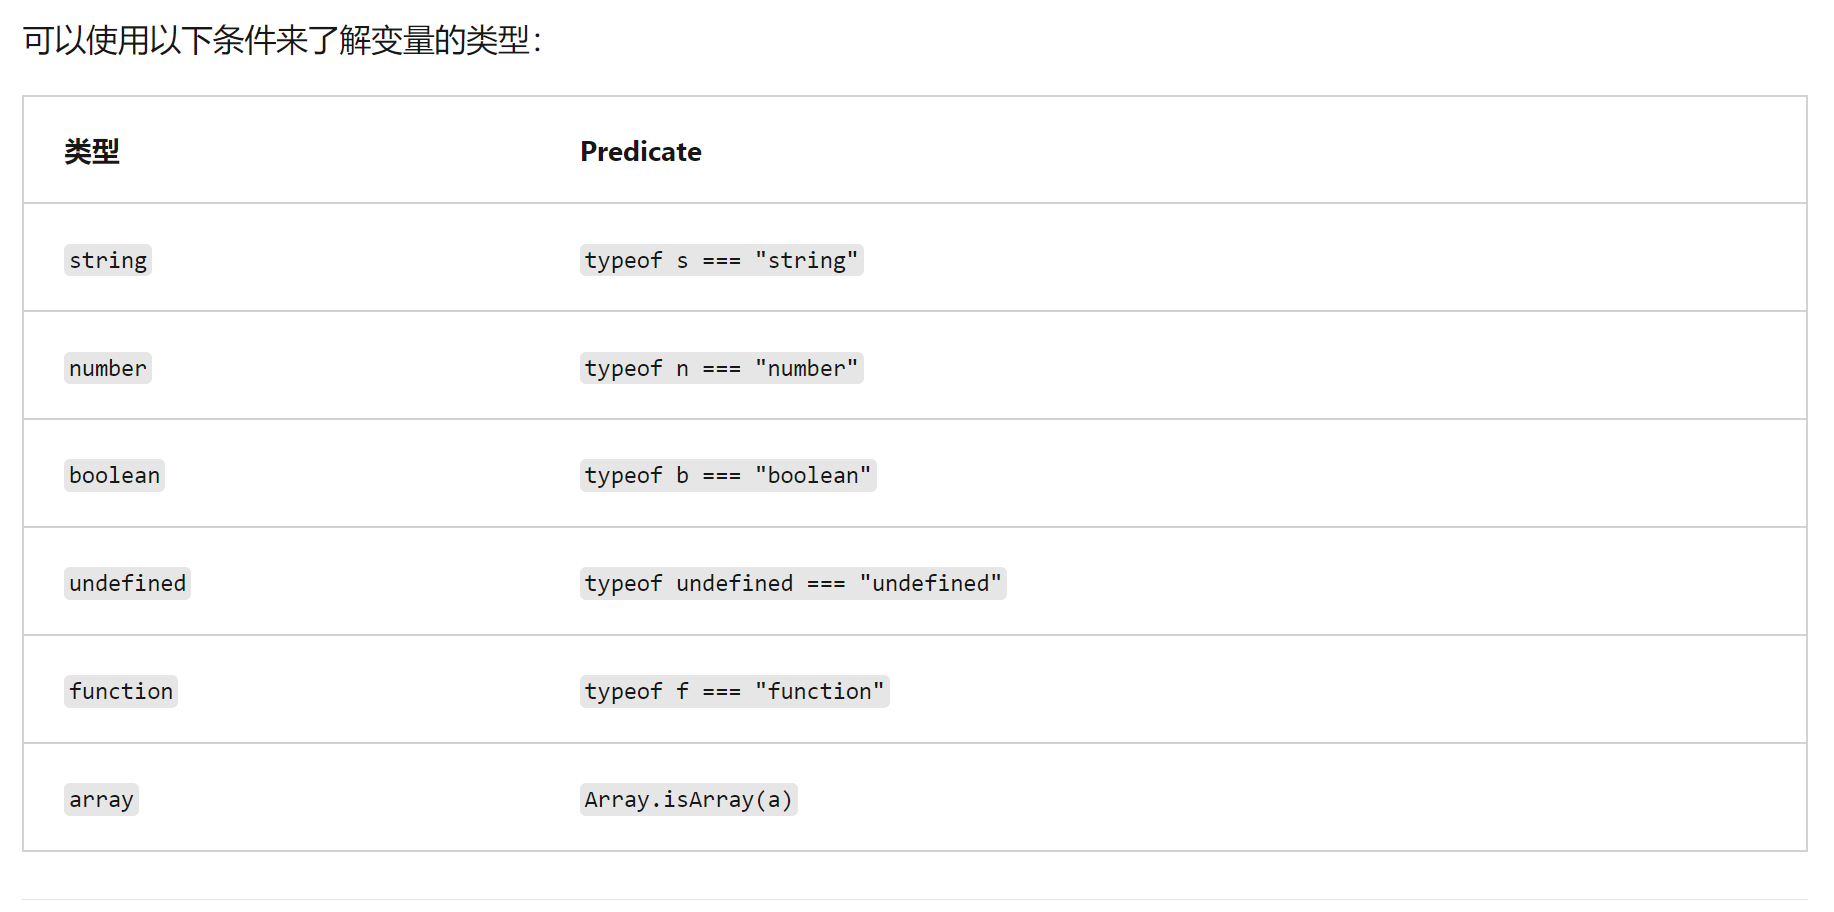 可以使用以下条件来了解变量的类型：
类型 Predicate
string typeof s === "string"
number typeof n === "number"
boolean typeof b === "boolean"
undefined typeof undefined === "undefined"
function typeof f === "function"
array Array.isArray(a)